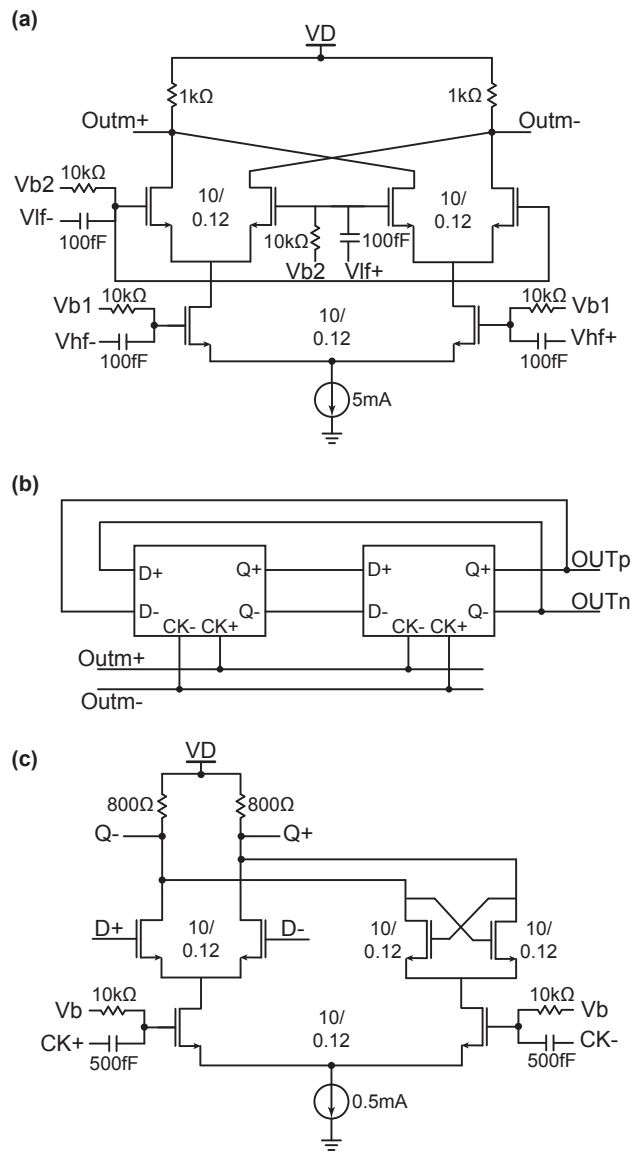 (a)
VD
1kΩ
1kΩ
Outm+
Outm-
10kΩ
Vb2
Vlf-
100fF
10/
0.12
10kΩ
Vb2
100fF
Vlf+
10/
0.12
Vb1
10kΩ
Vhf-
100fF
10/
0.12
10kΩ
Vb1
Vhf+
100fF
5mA
(b)
D+
Q+
D-
Q-
CK-
CK+
D+
Q+
D-
Q-
CK-
CK+
OUTp
OUTn
Outm+
Outm-
(c)
VD
800Ω
800Ω
Q-
Q+
D+
10/
0.12
D-
10/
0.12
10/
0.12
Vb
10kΩ
CK+
500fF
10/
0.12
10kΩ
Vb
CK-
500fF
0.5mA